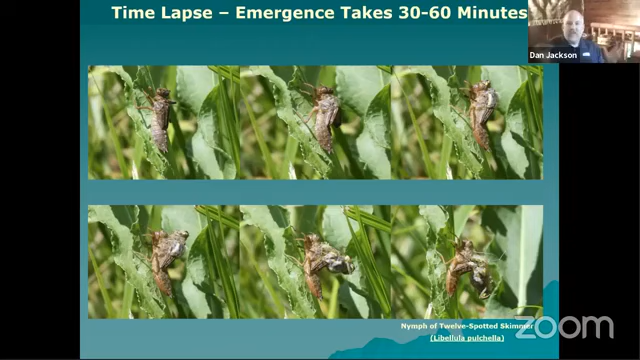 Time Lapse – Emergence Takes 30-60 Minutes
Dan Jackson
Nymph of Twelve-Spotted Skimmer
(Libellula pulchella)
zoom